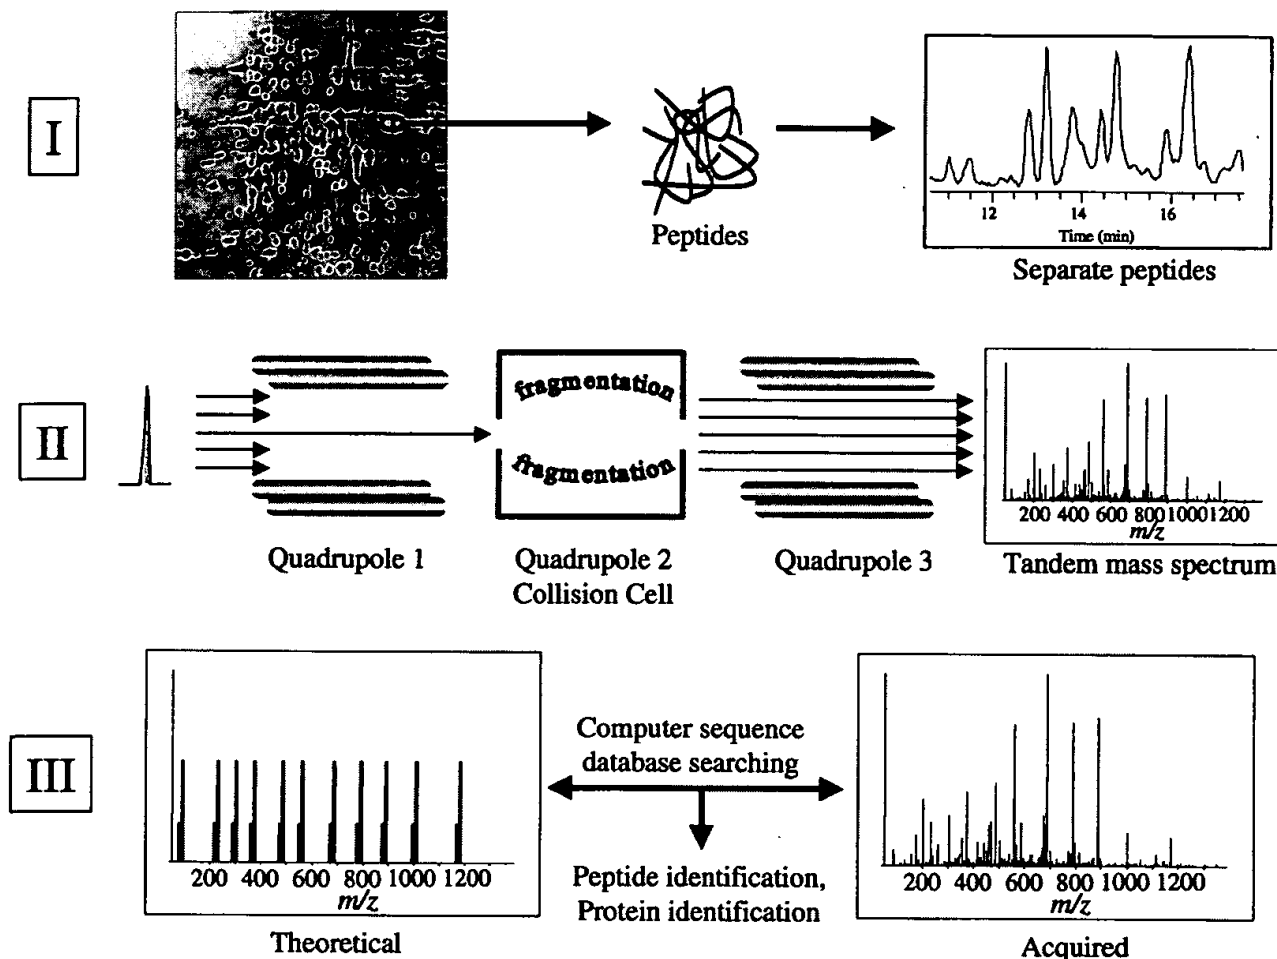 I
Peptides
12 14 16
Time (min)
Separate peptides
II
fragmentation
fragmentation
Quadrupole 1
Quadrupole 2
Collision Cell
Quadrupole 3
200 400 600 800 1000 1200
m/z
Tandem mass spectrum
III
200 400 600 800 1000 1200
m/z
Theoretical
Computer sequence
database searching
Peptide identification,
Protein identification
200 400 600 800 1000 1200
m/z
Acquired